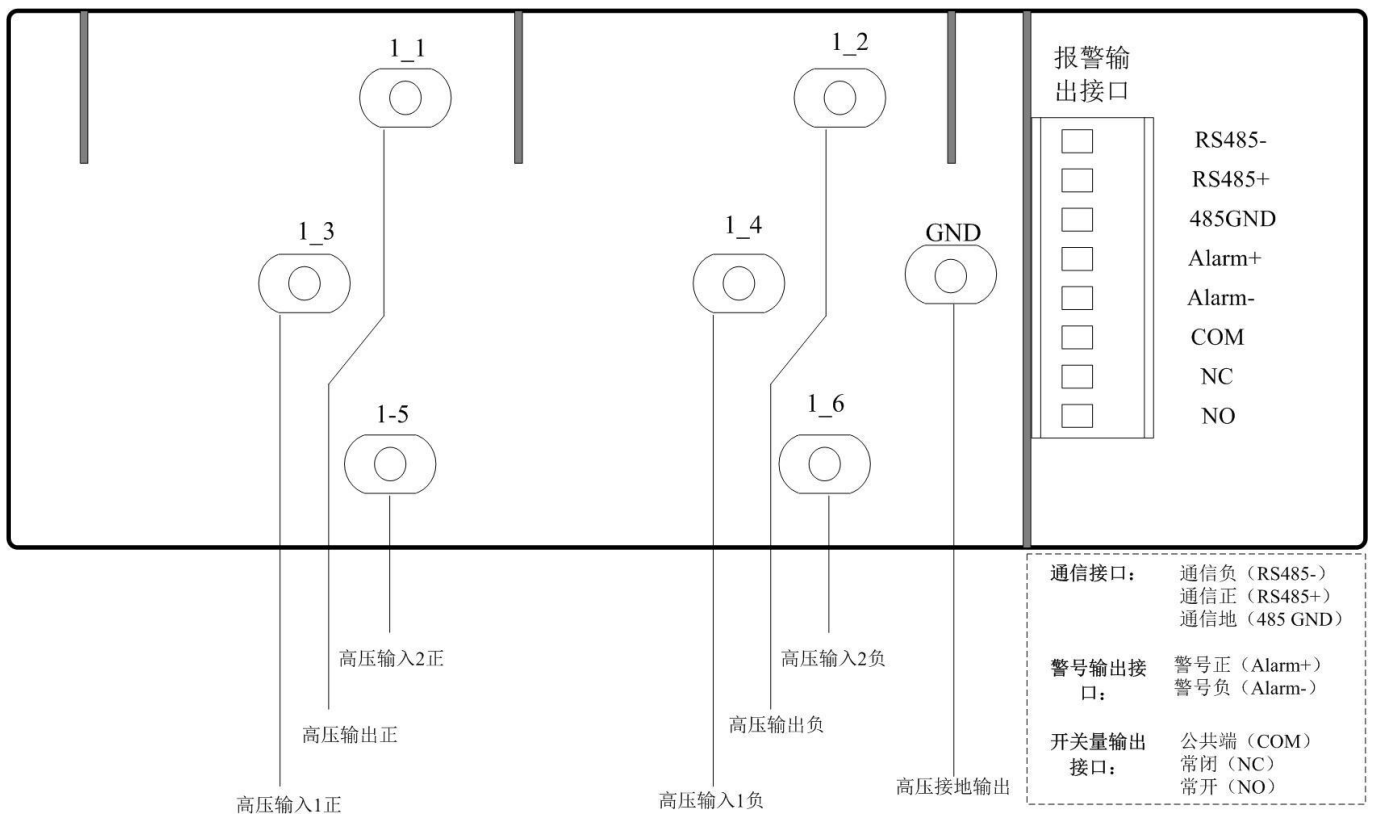 1_1
1_2
报警输
出接口
RS485-
RS485+
1_3
1_4
GND
485GND
Alarm+
Alarm-
COM
NC
1-5
1_6
NO
通信接口： 通信负（RS485-）
通信正（RS485+）
通信地（485 GND）
高压输入2正
高压输入2负
警号输出接 警号正（Alarm+）
口： 警号负（Alarm-）
高压输出正
高压输出负
开关量输出 公共端（COM）
接口： 常闭（NC）
常开（NO）
高压接地输出
高压输入1正
高压输入1负